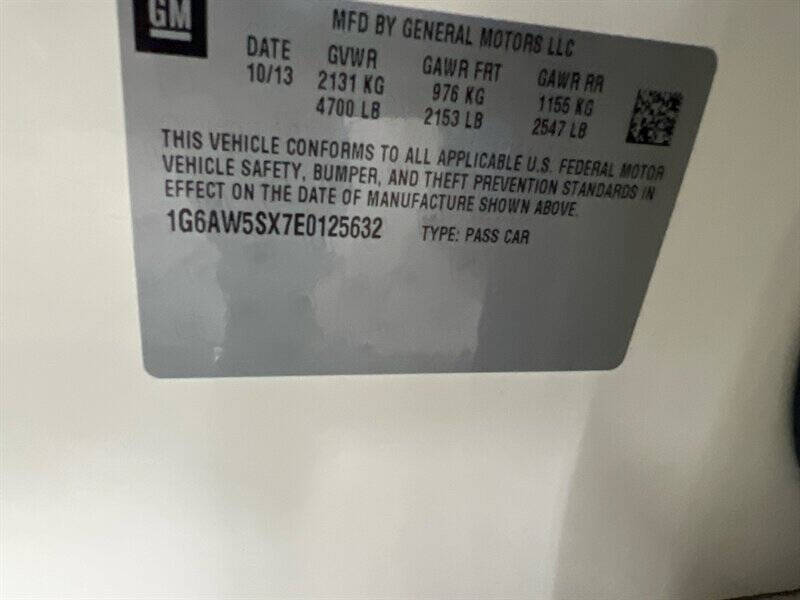 GM
MFD BY GENERAL MOTORS LLC
DATE GVWR GAWR FRT GAWR RR
10/13 2131 KG 976 KG 1155 KG
4700 LB 2153 LB 2547 LB
THIS VEHICLE CONFORMS TO ALL APPLICABLE U.S. FEDERAL MOTOR
VEHICLE SAFETY, BUMPER, AND THEFT PREVENTION STANDARDS IN
EFFECT ON THE DATE OF MANUFACTURE SHOWN ABOVE.
1G6AW5SX7E0125632 TYPE: PASS CAR